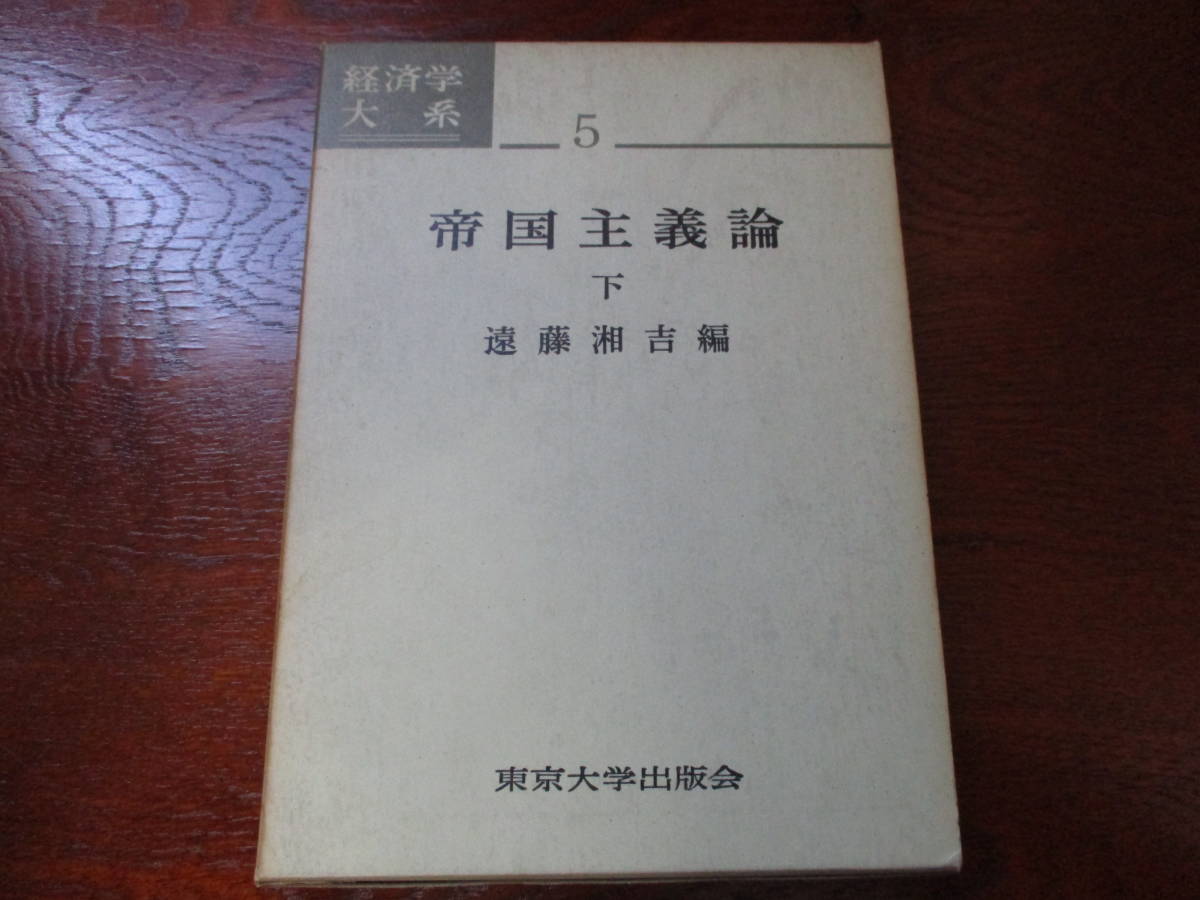 経済学
大系
5
帝国主義論
下
遠藤湘吉編
東京大学出版会